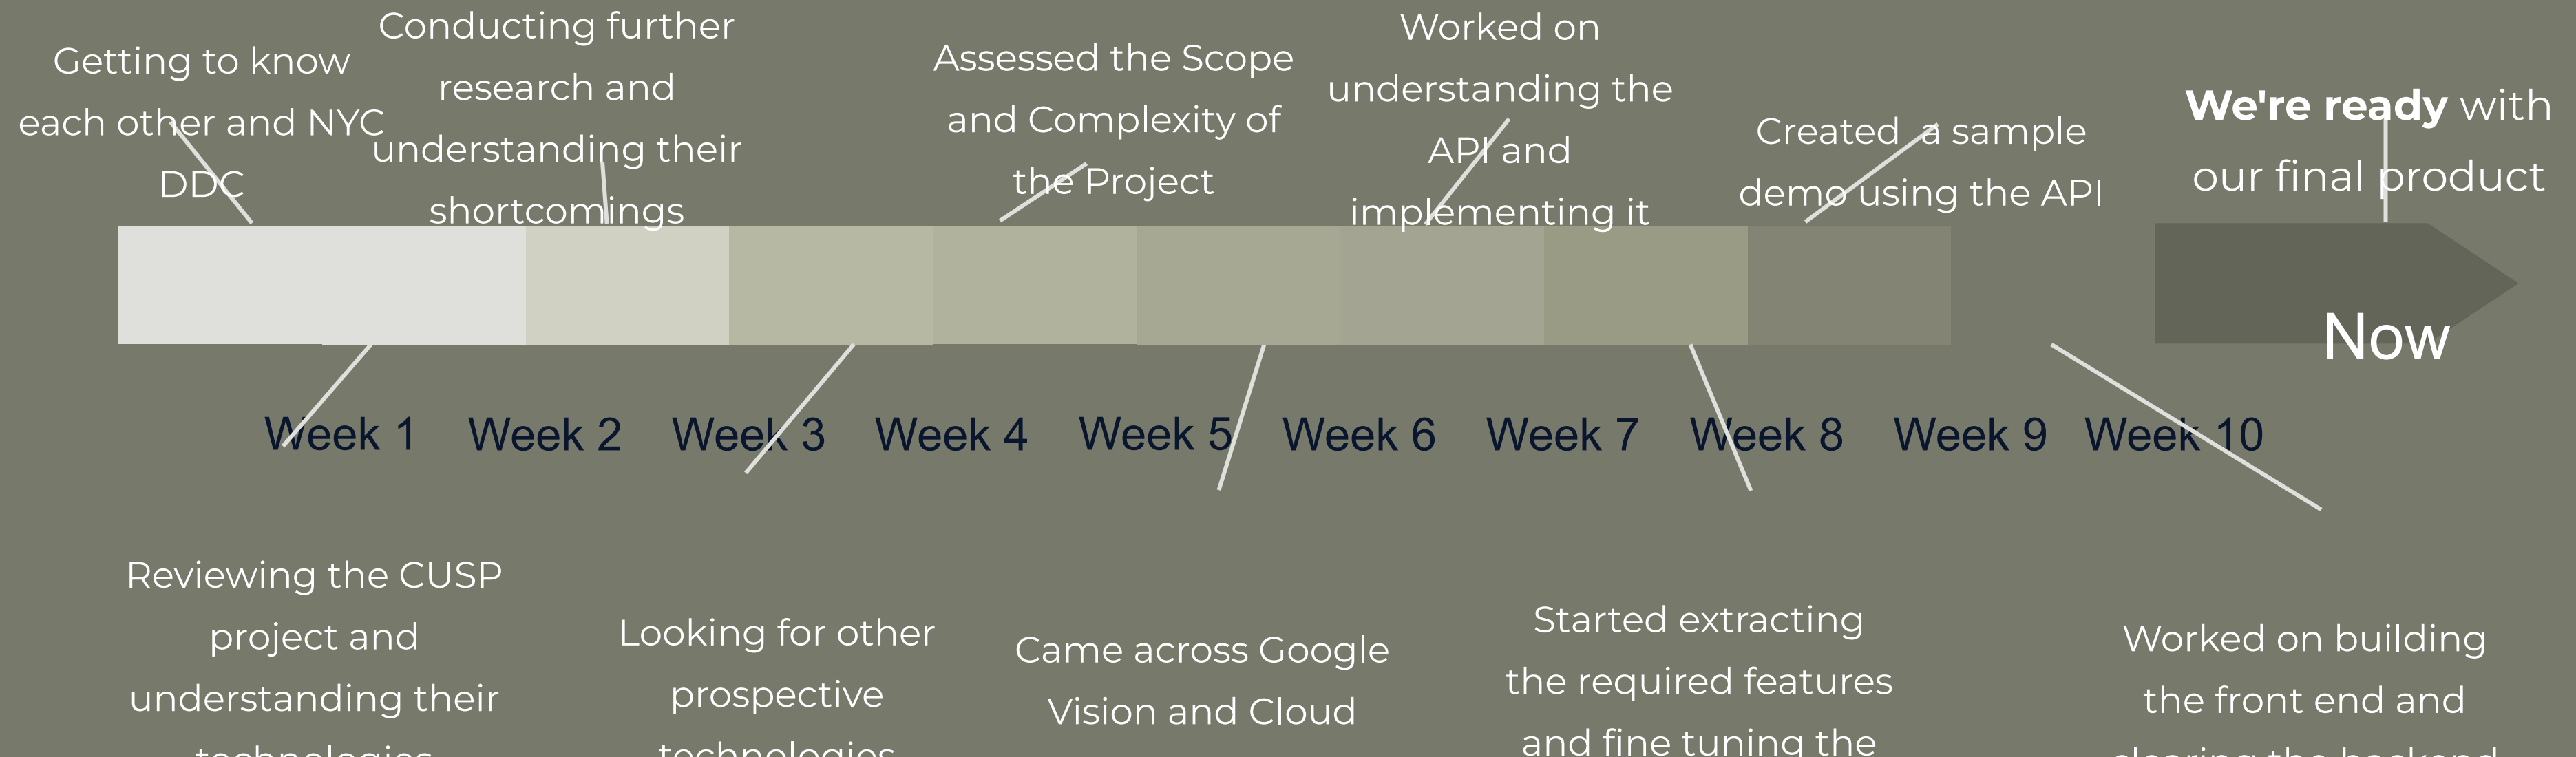 Getting to know
each other and NYC
DDC
Conducting further
research and
understanding their
shortcomings
Assessed the Scope
and Complexity of
the Project
Worked on
understanding the
API and
implementing it
Created a sample
demo using the API
We're ready with
our final product
Now
Week 1
Week 2
Week 3
Week 4
Week 5
Week 6
Week 7
Week 8
Week 9
Week 10
Reviewing the CUSP
project and
understanding their
technologies
Looking for other
prospective
technologies
Came across Google
Vision and Cloud
Started extracting
the required features
and fine tuning the
Worked on building
the front end and
clearing the backend